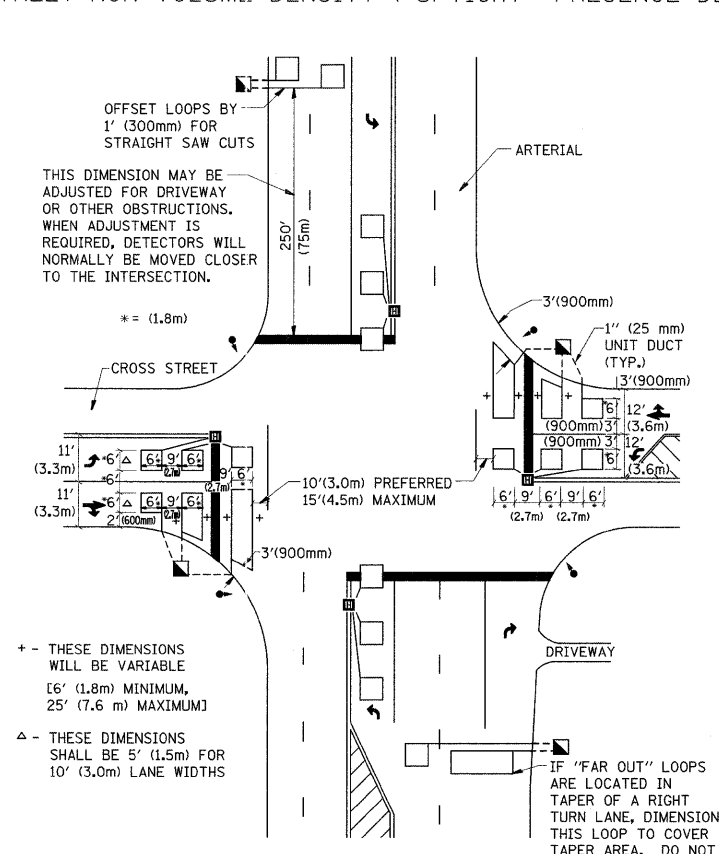 OFFSET LOOPS BY
1' (300mm) FOR
STRAIGHT SAW CUTS
ARTERIAL
THIS DIMENSION MAY BE
ADJUSTED FOR DRIVEWAY
OR OTHER OBSTRUCTIONS.
WHEN ADJUSTMENT IS
REQUIRED, DETECTORS WILL
NORMALLY BE MOVED CLOSER
TO THE INTERSECTION.
250'
(75m)
* = (1.8m)
3'(900mm)
1" (25 mm)
UNIT DUCT
(TYP.)
CROSS STREET
3'(900mm)
+ +
6' 12'
(900mm) 3' (3.6m)
(900mm) 3' 12'
6' (3.6m)
6' 9' 6' 9' 6'
* * *
(2.7m) (2.7m)
11'
(3.3m)
*6' △ 6' 9' 6' 9' 6'
(2.7m) (2.7m)
*6'
11'
(3.3m)
*6' △ 6' 9' 6'
(2.7m)
2' (600mm) + + +
10'(3.0m) PREFERRED
15'(4.5m) MAXIMUM
3'(900mm)
H
H
H
H
DRIVEWAY
+ - THESE DIMENSIONS
WILL BE VARIABLE
[6' (1.8m) MINIMUM,
25' (7.6 m) MAXIMUM]
△ - THESE DIMENSIONS
SHALL BE 5' (1.5m) FOR
10' (3.0m) LANE WIDTHS
IF "FAR OUT" LOOPS
ARE LOCATED IN
TAPER OF A RIGHT
TURN LANE, DIMENSION
THIS LOOP TO COVER
TAPER AREA. DO NOT